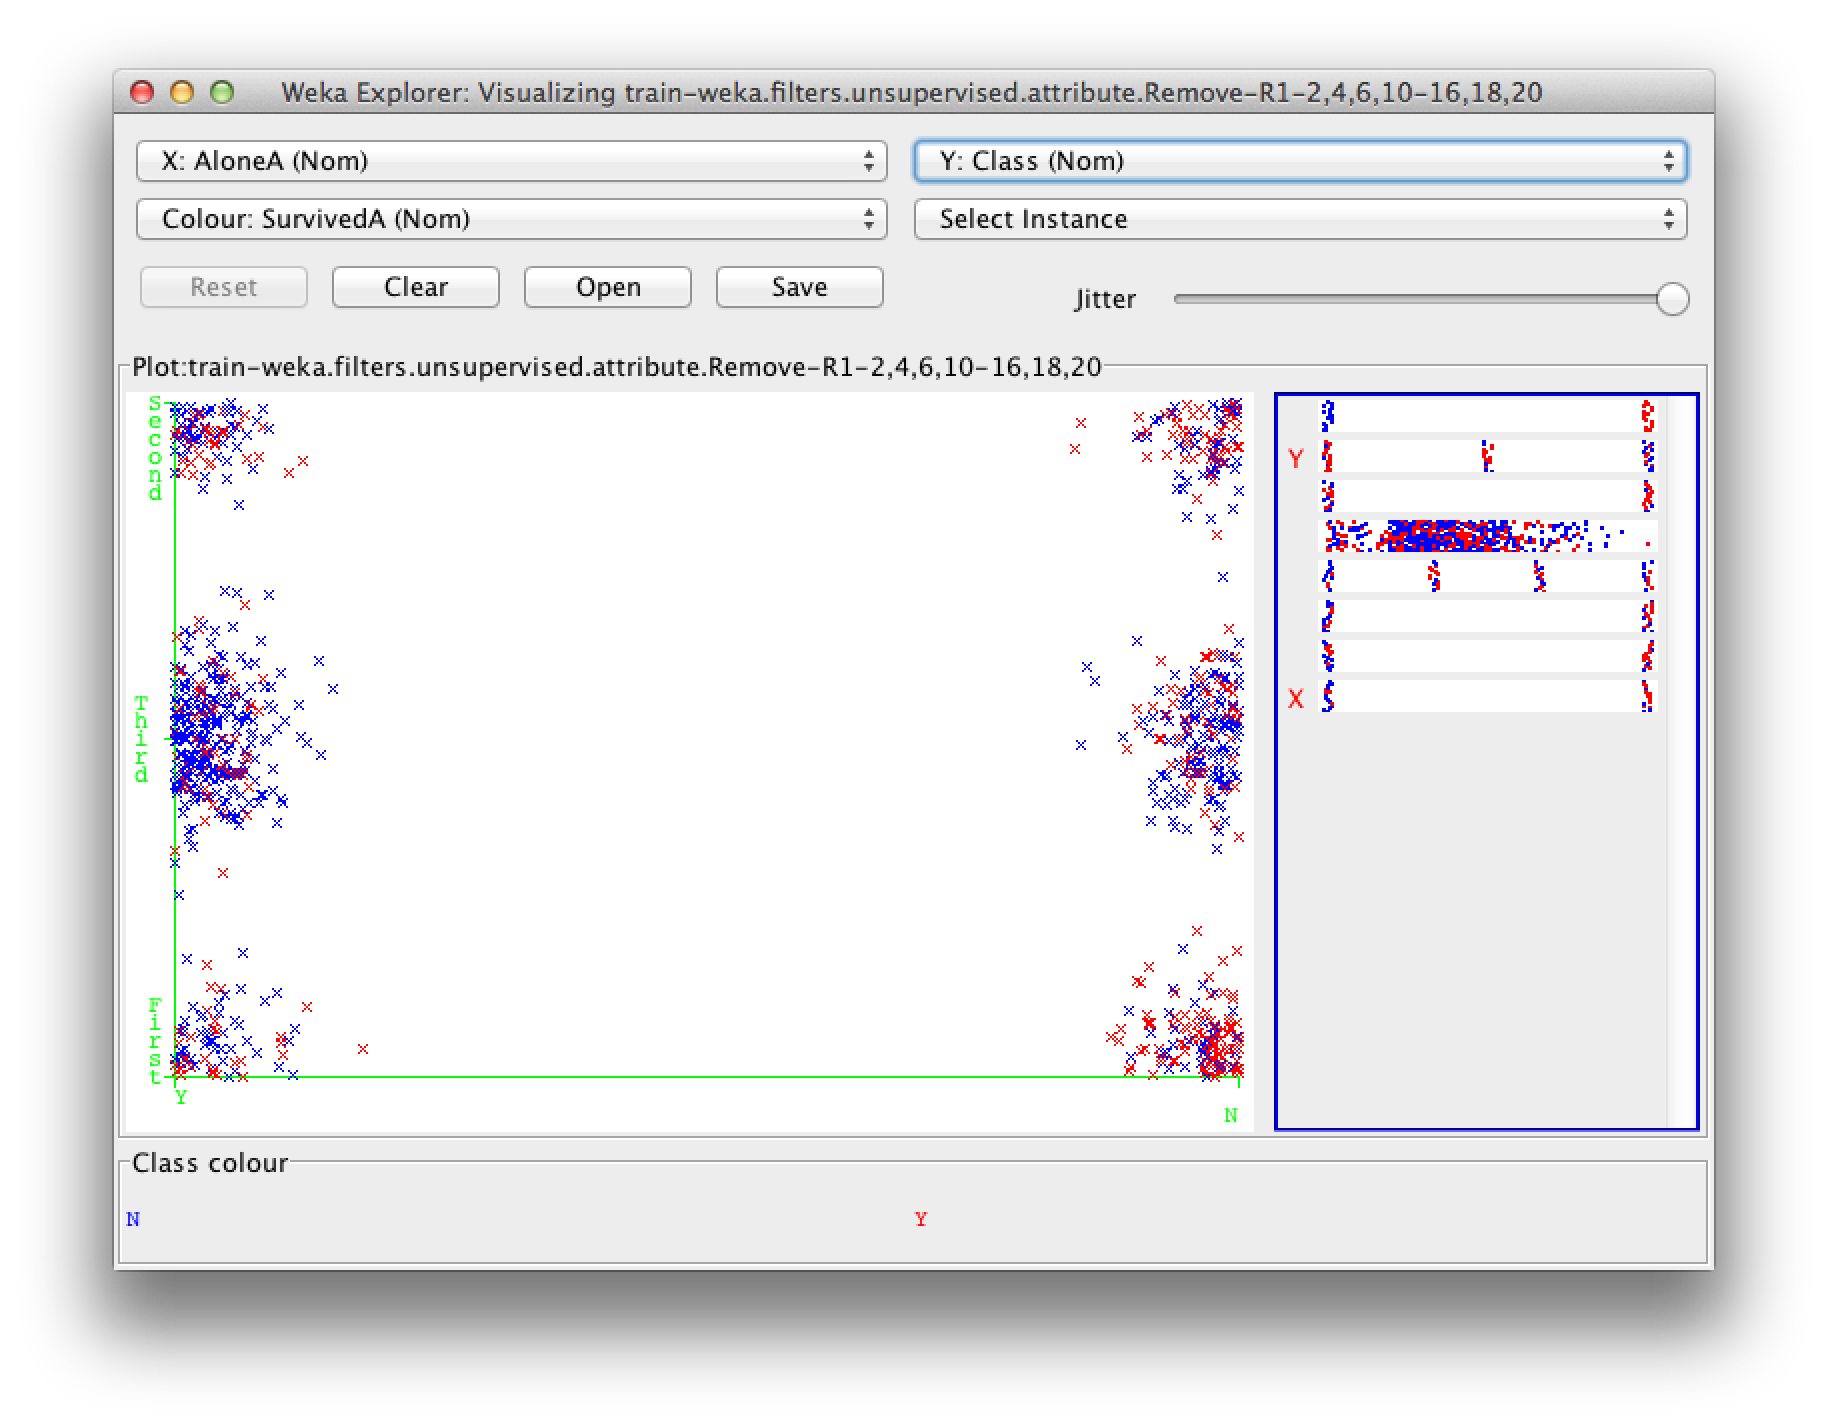 Weka Explorer: Visualizing train-weka.filters.unsupervised.attribute.Remove-R1-2,4,6,10-16,18,20
X: AloneA (Nom)
Y: Class (Nom)
Colour: SurvivedA (Nom)
Select Instance
Reset
Clear
Open
Save
Jitter
Plot:train-weka.filters.unsupervised.attribute.Remove-R1-2,4,6,10-16,18,20
Second
Third
First
Y
N
Y
X
Class colour
N
Y